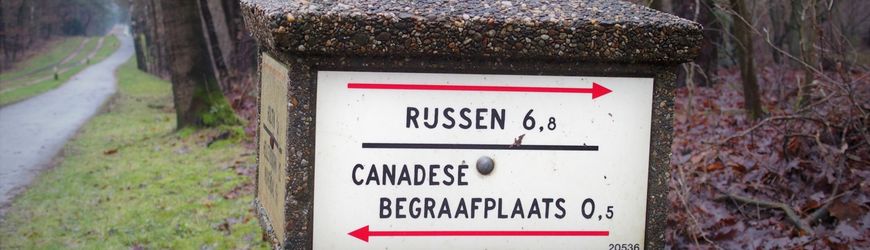 RIJSSEN 6,8
CANADESE
BEGRAAFPLAATS 0,5
20536